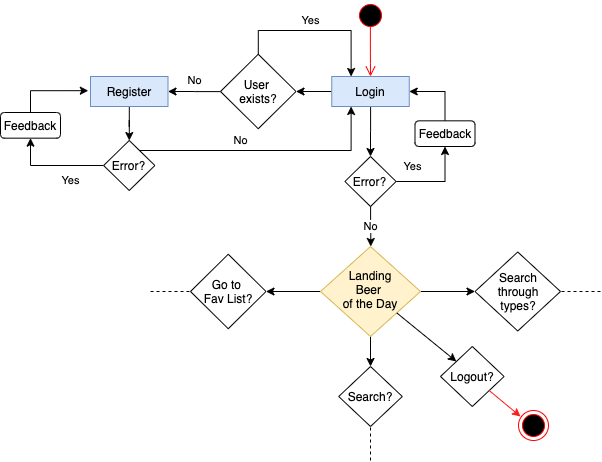 Yes
No
User
exists?
Register
Login
Feedback
Feedback
No
Error?
Yes
Yes
Error?
No
Go to
Fav List?
Landing
Beer
of the Day
Search
through
types?
Search?
Logout?